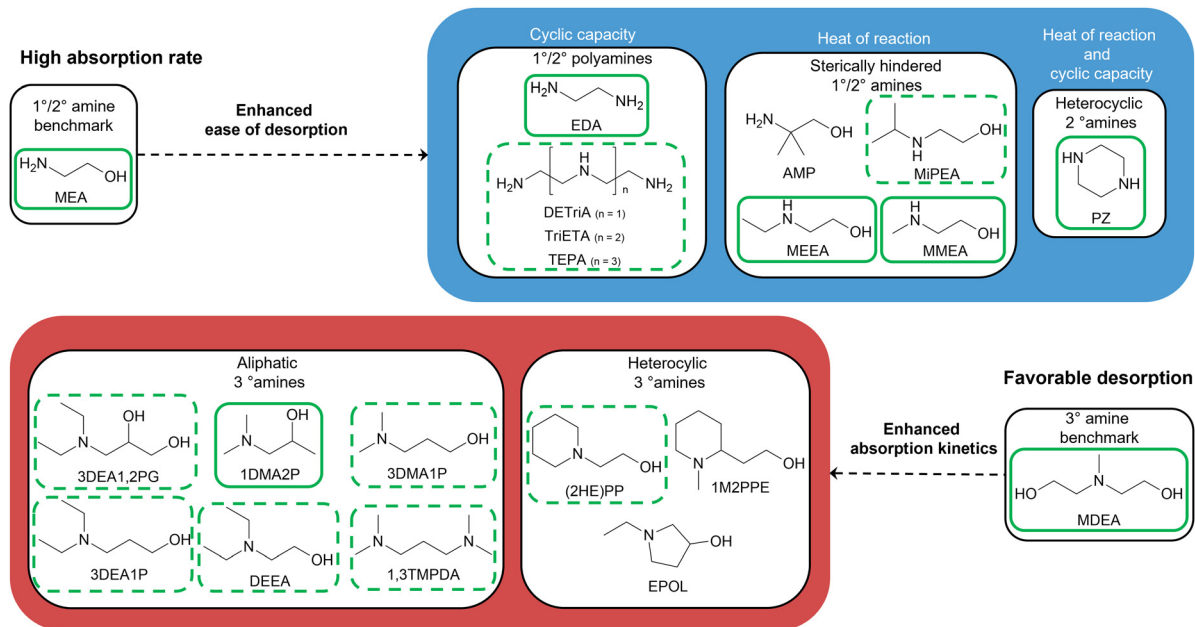 High absorption rate
1°/2° amine
benchmark
H2N
OH
MEA
Enhanced
ease of desorption
Cyclic capacity
1°/2° polyamines
H2N
NH2
EDA
H
N
H2N
NH2
n
DETriA (n = 1)
TriETA (n = 2)
TEPA (n = 3)
Heat of reaction
Sterically hindered
1°/2° amines
H2N
OH
AMP
N
H
OH
MiPEA
H
N
OH
MEEA
H
N
OH
MMEA
Heat of reaction
and
cyclic capacity
Heterocyclic
2 °amines
HN
NH
PZ
Aliphatic
3 °amines
OH
N
OH
3DEA1,2PG
OH
N
1DMA2P
N
OH
3DMA1P
N
OH
3DEA1P
N
OH
DEEA
N
N
1,3TMPDA
Heterocylic
3 °amines
N
OH
(2HE)PP
N
OH
1M2PPE
N
OH
EPOL
Enhanced
absorption kinetics
Favorable desorption
3° amine
benchmark
HO
N
OH
MDEA